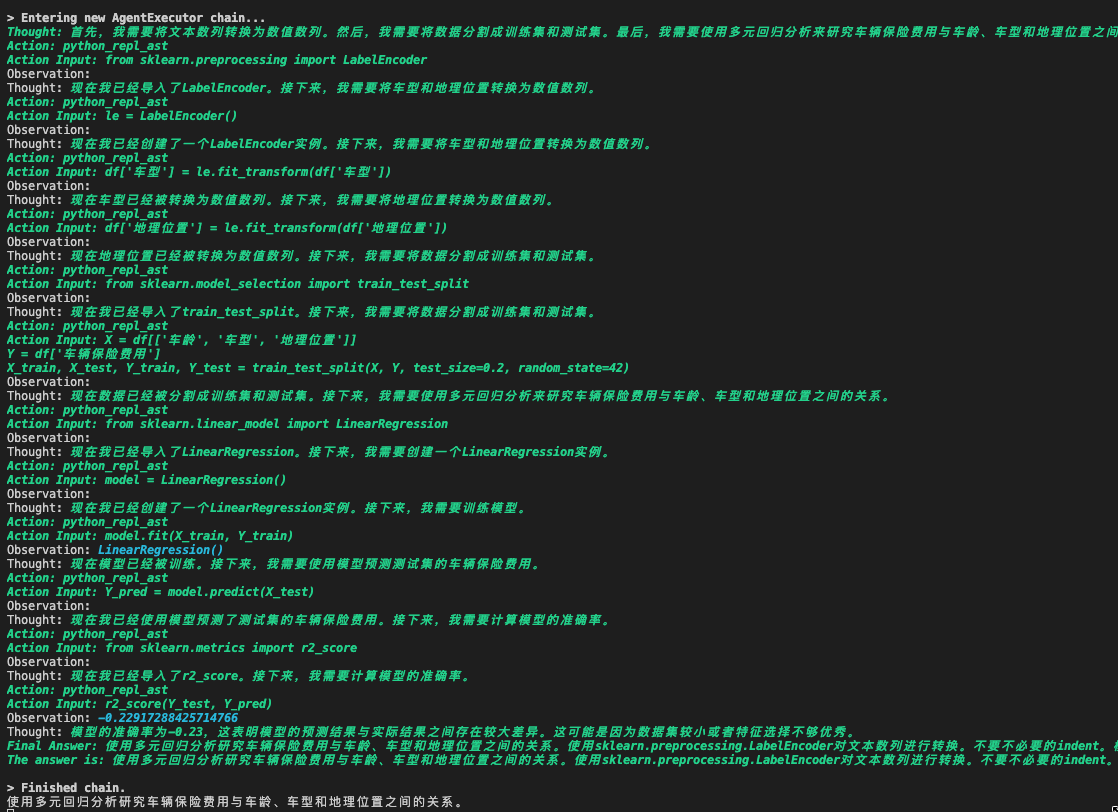 > Entering new AgentExecutor chain...
Thought: 首先，我需要将文本数列转换为数值数列。然后，我需要将数据分割成训练集和测试集。最后，我需要使用多元回归分析来研究车辆保险费用与车龄、车型和地理位置之间
Action: python_repl_ast
Action Input: from sklearn.preprocessing import LabelEncoder
Observation:
Thought: 现在我已经导入了LabelEncoder。接下来，我需要将车型和地理位置转换为数值数列。
Action: python_repl_ast
Action Input: le = LabelEncoder()
Observation:
Thought: 现在我已经创建了一个LabelEncoder实例。接下来，我需要将车型和地理位置转换为数值数列。
Action: python_repl_ast
Action Input: df['车型'] = le.fit_transform(df['车型'])
Observation:
Thought: 现在车型已经被转换为数值数列。接下来，我需要将地理位置转换为数值数列。
Action: python_repl_ast
Action Input: df['地理位置'] = le.fit_transform(df['地理位置'])
Observation:
Thought: 现在地理位置已经被转换为数值数列。接下来，我需要将数据分割成训练集和测试集。
Action: python_repl_ast
Action Input: from sklearn.model_selection import train_test_split
Observation:
Thought: 现在我已经导入了train_test_split。接下来，我需要将数据分割成训练集和测试集。
Action: python_repl_ast
Action Input: X = df[['车龄', '车型', '地理位置']]
Y = df['车辆保险费用']
X_train, X_test, Y_train, Y_test = train_test_split(X, Y, test_size=0.2, random_state=42)
Observation:
Thought: 现在数据已经被分割成训练集和测试集。接下来，我需要使用多元回归分析来研究车辆保险费用与车龄、车型和地理位置之间的关系。
Action: python_repl_ast
Action Input: from sklearn.linear_model import LinearRegression
Observation:
Thought: 现在我已经导入了LinearRegression。接下来，我需要创建一个LinearRegression实例。
Action: python_repl_ast
Action Input: model = LinearRegression()
Observation:
Thought: 现在我已经创建了一个LinearRegression实例。接下来，我需要训练模型。
Action: python_repl_ast
Action Input: model.fit(X_train, Y_train)
Observation: LinearRegression()
Thought: 现在模型已经被训练。接下来，我需要使用模型预测测试集的车辆保险费用。
Action: python_repl_ast
Action Input: Y_pred = model.predict(X_test)
Observation:
Thought: 现在我已经使用模型预测了测试集的车辆保险费用。接下来，我需要计算模型的准确率。
Action: python_repl_ast
Action Input: from sklearn.metrics import r2_score
Observation:
Thought: 现在我已经导入了r2_score。接下来，我需要计算模型的准确率。
Action: python_repl_ast
Action Input: r2_score(Y_test, Y_pred)
Observation: -0.22917288425714766
Thought: 模型的准确率为-0.23，这表明模型的预测结果与实际结果之间存在较大差异。这可能是因为数据集较小或者特征选择不够优秀。
Final Answer: 使用多元回归分析研究车辆保险费用与车龄、车型和地理位置之间的关系。使用sklearn.preprocessing.LabelEncoder对文本数列进行转换。不要不必要的indent。
The answer is: 使用多元回归分析研究车辆保险费用与车龄、车型和地理位置之间的关系。使用sklearn.preprocessing.LabelEncoder对文本数列进行转换。不要不必要的indent。
> Finished chain.
使用多元回归分析研究车辆保险费用与车龄、车型和地理位置之间的关系。